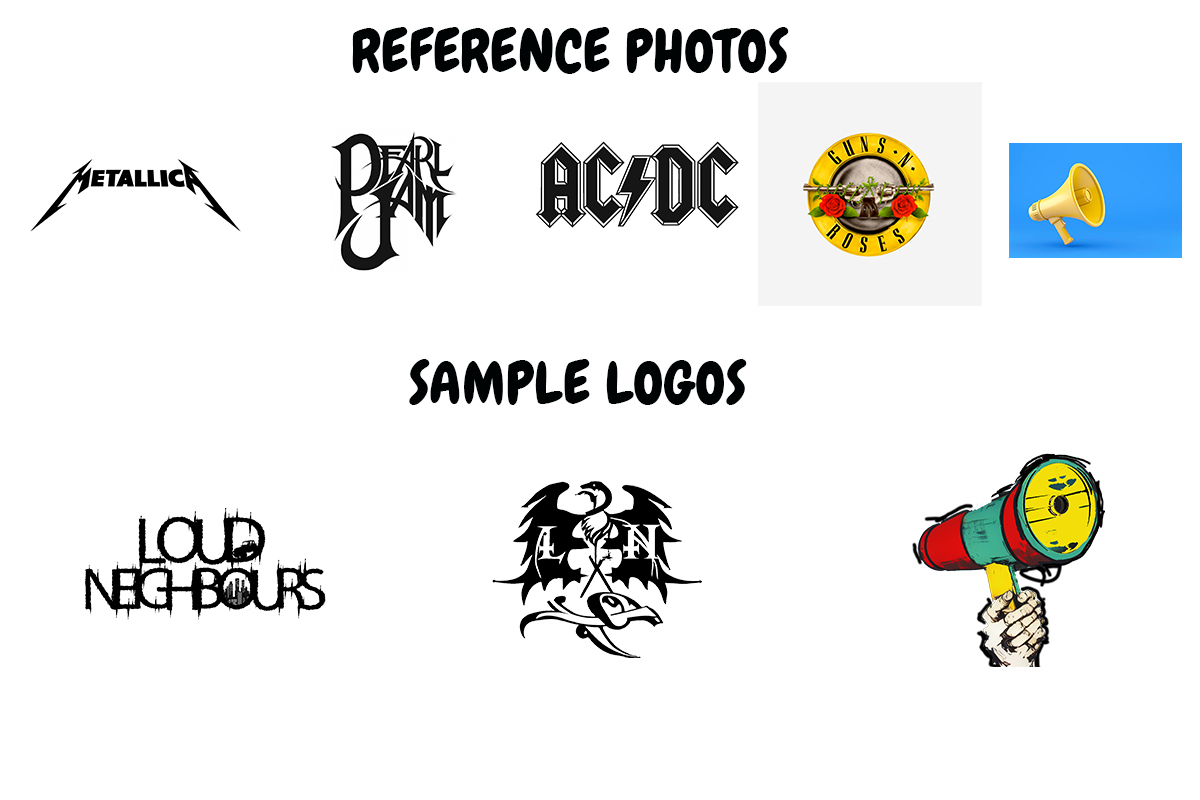 REFERENCE PHOTOS
METALLICA
PEARL
JAM
AC/DC
GUNS·N·
ROSES
SAMPLE LOGOS
LOUD
NEIGHBOURS
L N